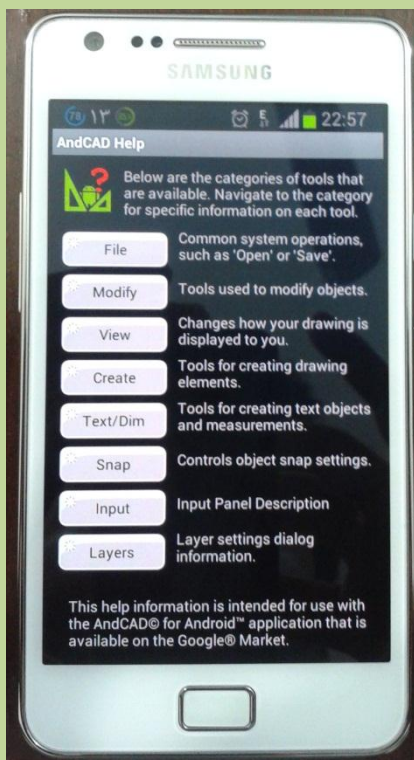 SAMSUNG
78 ١٣ 22:57
AndCAD Help
Below are the categories of tools that
are available. Navigate to the category
for specific information on each tool.
File
Common system operations,
such as 'Open' or 'Save'.
Modify
Tools used to modify objects.
View
Changes how your drawing is
displayed to you.
Create
Tools for creating drawing
elements.
Text/Dim
Tools for creating text objects
and measurements.
Snap
Controls object snap settings.
Input
Input Panel Description
Layers
Layer settings dialog
information.
This help information is intended for use with
the AndCAD© for Android™ application that is
available on the Google® Market.